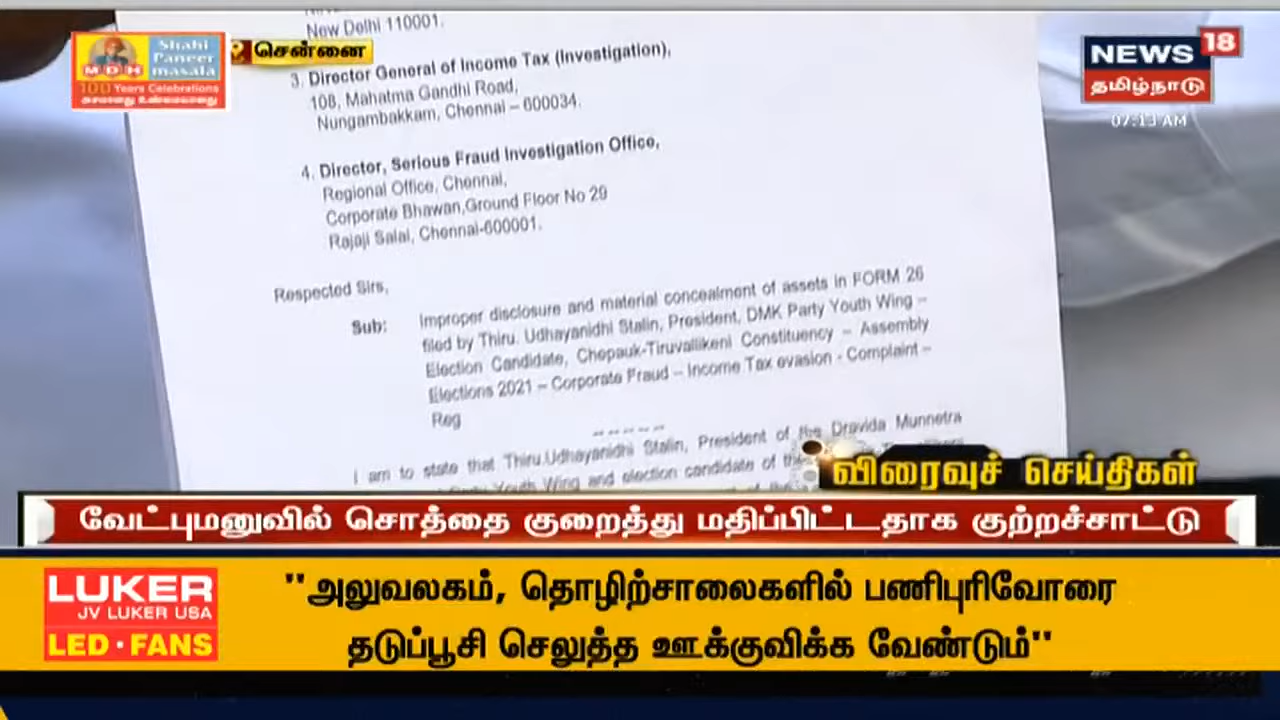 New Delhi 110001.
3. Director General of Income Tax (Investigation),
108, Mahatma Gandhi Road,
Nungambakkam, Chennai – 600034.
4. Director, Serious Fraud Investigation Office,
Regional Office, Chennai,
Corporate Bhawan,Ground Floor No 29
Rajaji Salai, Chennai-600001.
Respected Sirs,
Sub: Improper disclosure and material concealment of assets in FORM 26
filed by Thiru. Udhayanidhi Stalin, President, DMK Party Youth Wing –
Election Candidate, Chepauk-Tiruvallikeni Constituency – Assembly
Elections 2021 – Corporate Fraud – Income Tax evasion - Complaint –
Reg
------
I am to state that Thiru.Udhayanidhi Stalin, President of the Dravida Munnetra
Youth Wing and election candidate of
MDH
Shahi
Paneer
masala
100 Years Celebrations
அசலானது உண்மையானது
சென்னை
NEWS 18
தமிழ்நாடு
07:13 AM
விரைவுச் செய்திகள்
வேட்புமனுவில் சொத்தை குறைத்து மதிப்பிட்டதாக குற்றச்சாட்டு
LUKER
JV LUKER USA
LED · FANS
"அலுவலகம், தொழிற்சாலைகளில் பணிபுரிவோரை
தடுப்பூசி செலுத்த ஊக்குவிக்க வேண்டும்"